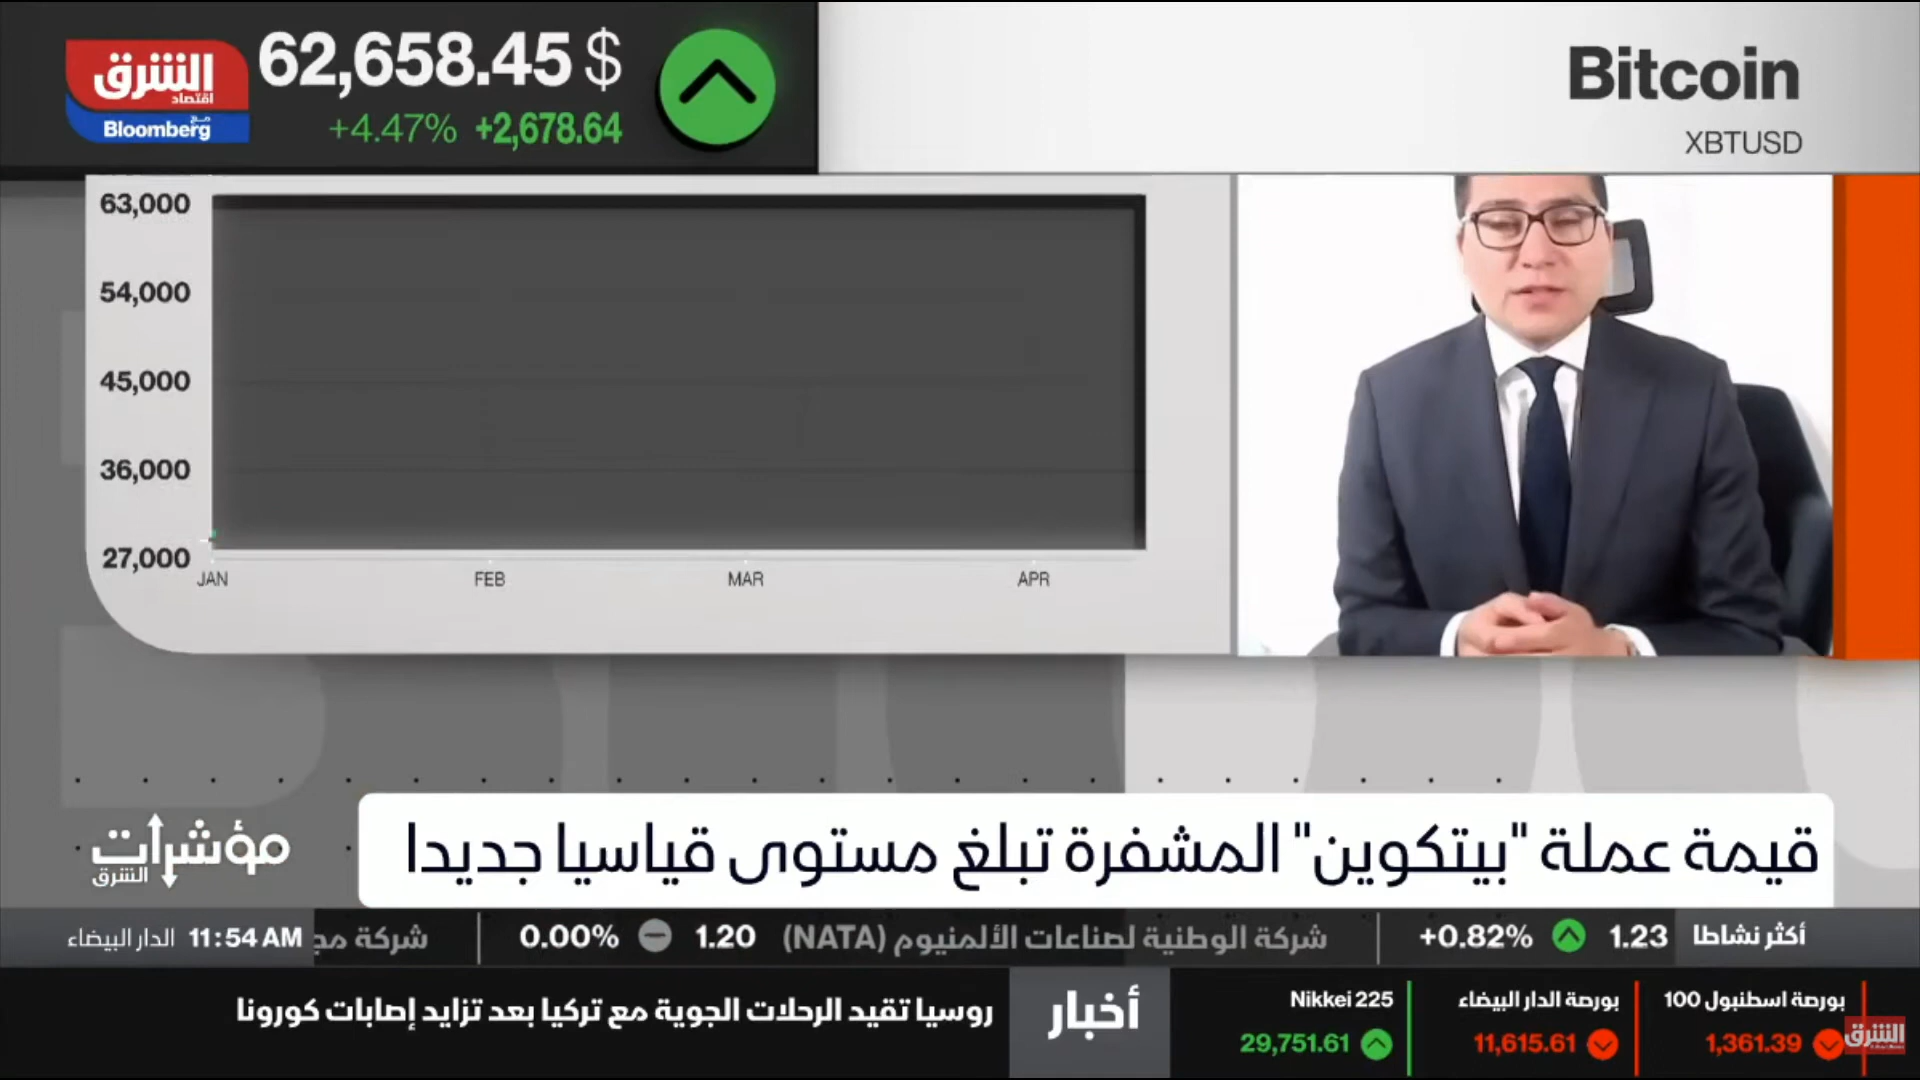 الشرق
اقتصاد
مع
Bloomberg
62,658.45 $
+4.47% +2,678.64
Bitcoin
XBTUSD
63,000
54,000
45,000
36,000
27,000
JAN FEB MAR APR
قيمة عملة "بيتكوين" المشفرة تبلغ مستوى قياسيا جديدا
مؤشرات
الشرق
أكثر نشاطا 1.23 +0.82% شركة الوطنية لصناعات الألمنيوم (NATA) 1.20 0.00% شركة
11:54 AM الدار البيضاء
بورصة اسطنبول 100
1,361.39
بورصة الدار البيضاء
11,615.61
Nikkei 225
29,751.61
أخبار
روسيا تقيد الرحلات الجوية مع تركيا بعد تزايد إصابات كورونا
الشرق